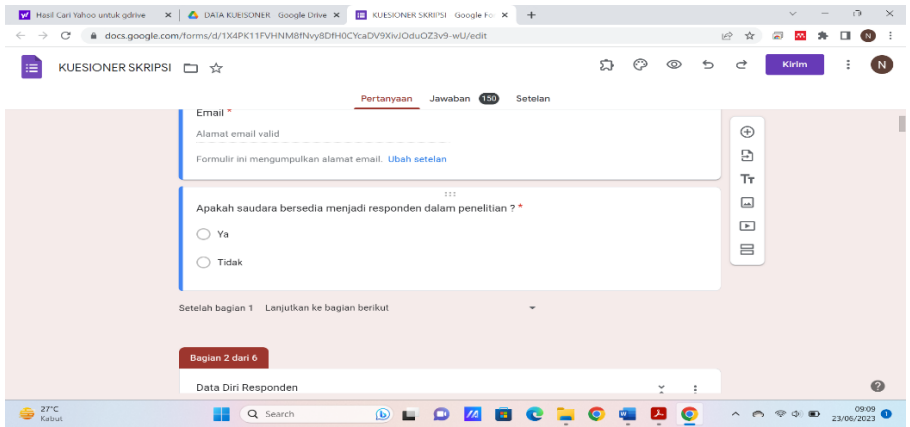 Hasil Cari Yahoo untuk gdrive
DATA KUEISONER - Google Drive
KUESIONER SKRIPSI - Google Fo
docs.google.com/forms/d/1X4PK11FVHNM8fNvy8DfH0CYcaDV9XivJOduOZ3v9-wU/edit
N
KUESIONER SKRIPSI
Kirim
N
Pertanyaan Jawaban 150 Setelan
Email *
Alamat email valid
Formulir ini mengumpulkan alamat email. Ubah setelan
Apakah saudara bersedia menjadi responden dalam penelitian ? *
Ya
Tidak
Setelah bagian 1 Lanjutkan ke bagian berikut
Bagian 2 dari 6
Data Diri Responden
27°C
Kabut
Search
09:09
23/06/2023
1